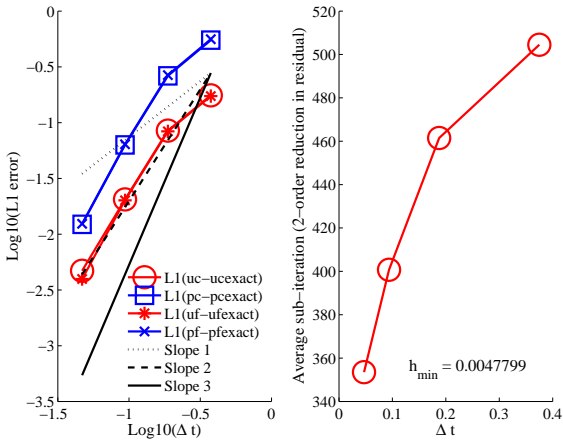 0
−0.5
−1
−1.5
−2
−2.5
−3
−3.5
−1.5
−1
−0.5
0
Log10(L1 error)
Log10(Δ t)
L1(uc−ucexact)
L1(pc−pcexact)
L1(uf−ufexact)
L1(pf−pfexact)
Slope 1
Slope 2
Slope 3
520
500
480
460
440
420
400
380
360
340
0
0.1
0.2
0.3
0.4
Average sub−iteration (2−order reduction in residual)
Δ t
h_min = 0.0047799